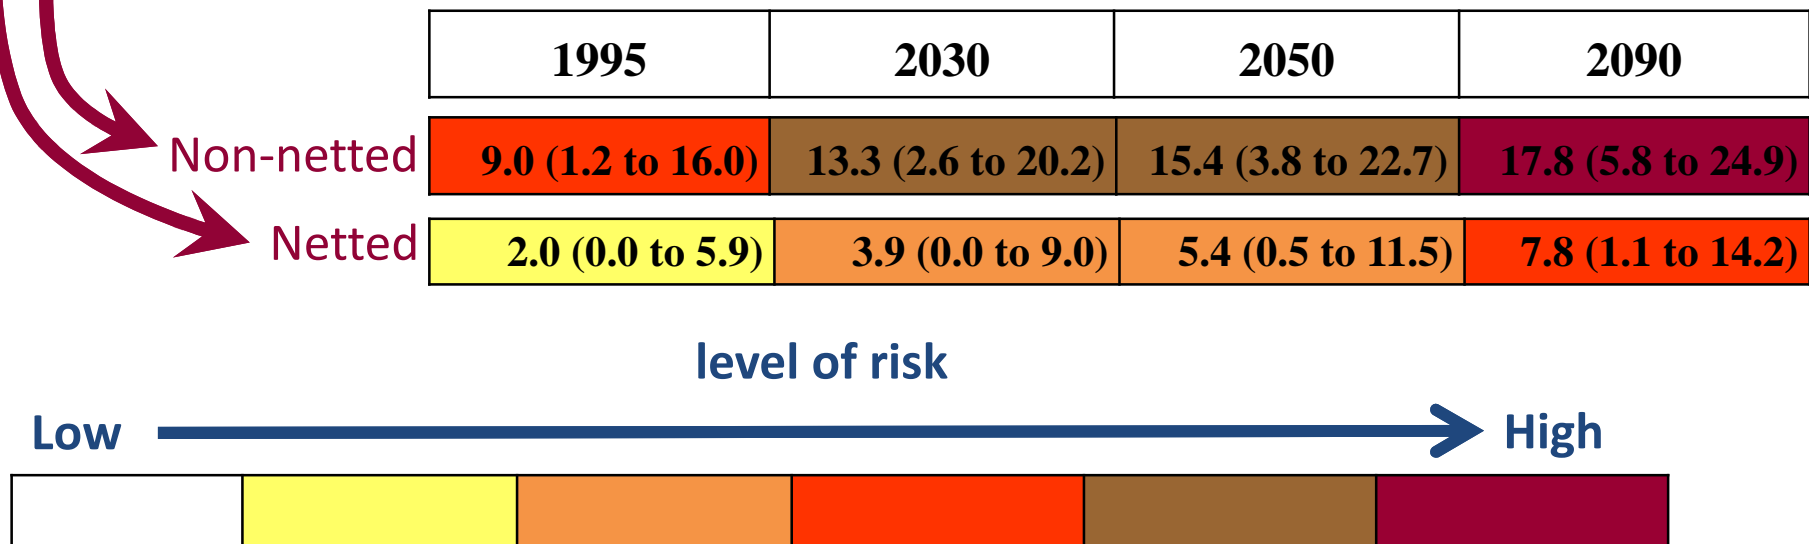 1995 2030 2050 2090
Non-netted 9.0 (1.2 to 16.0) 13.3 (2.6 to 20.2) 15.4 (3.8 to 22.7) 17.8 (5.8 to 24.9)
Netted 2.0 (0.0 to 5.9) 3.9 (0.0 to 9.0) 5.4 (0.5 to 11.5) 7.8 (1.1 to 14.2)
level of risk
Low High